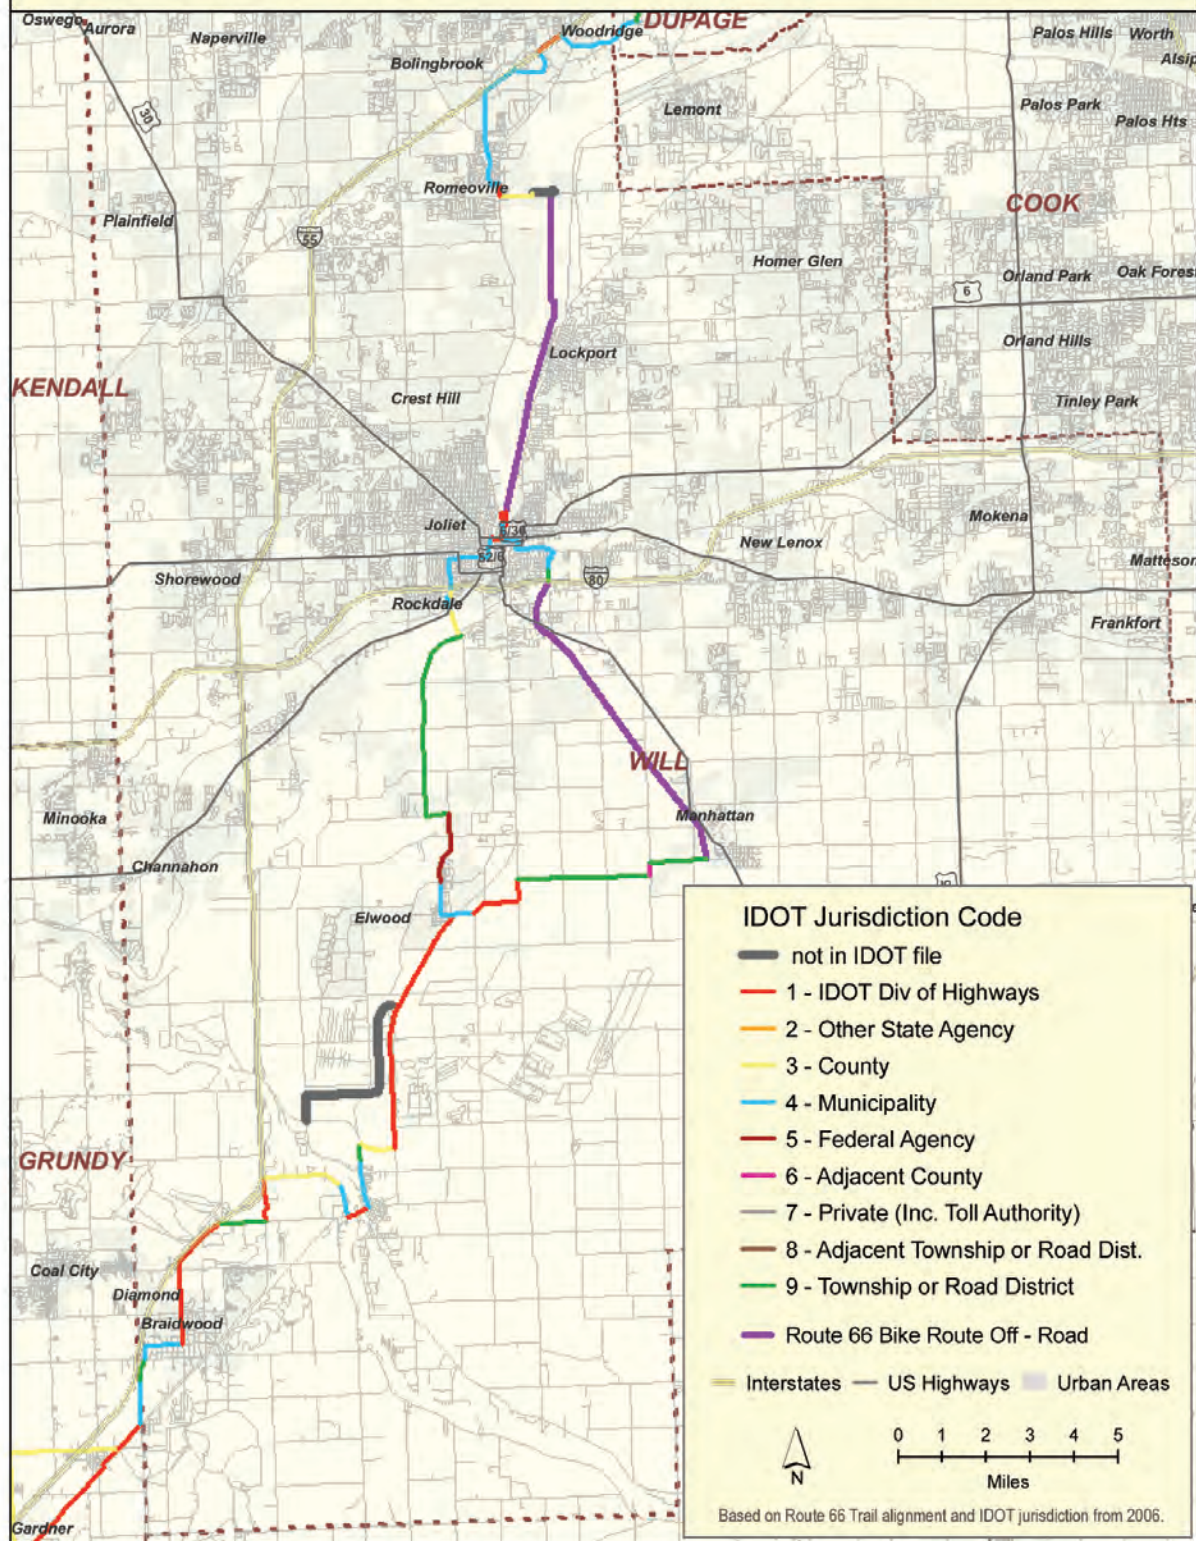 DUPAGE
Oswego
Aurora
Naperville
Woodridge
Palos Hills
Worth
Bolingbrook
Alsip
30
Lemont
Palos Park
Palos Hts
Romeoville
COOK
Plainfield
55
Homer Glen
Orland Park
Oak Forest
6
Orland Hills
Lockport
KENDALL
Crest Hill
Tinley Park
Joliet
Mokena
New Lenox
52/6
Matteson
Shorewood
80
Rockdale
Frankfort
WILL
Minooka
Manhattan
Channahon
Elwood
GRUNDY
Coal City
Diamond
Braidwood
Gardner
IDOT Jurisdiction Code
not in IDOT file
1 - IDOT Div of Highways
2 - Other State Agency
3 - County
4 - Municipality
5 - Federal Agency
6 - Adjacent County
7 - Private (Inc. Toll Authority)
8 - Adjacent Township or Road Dist.
9 - Township or Road District
Route 66 Bike Route Off - Road
Interstates
US Highways
Urban Areas
N
0 1 2 3 4 5
Miles
Based on Route 66 Trail alignment and IDOT jurisdiction from 2006.